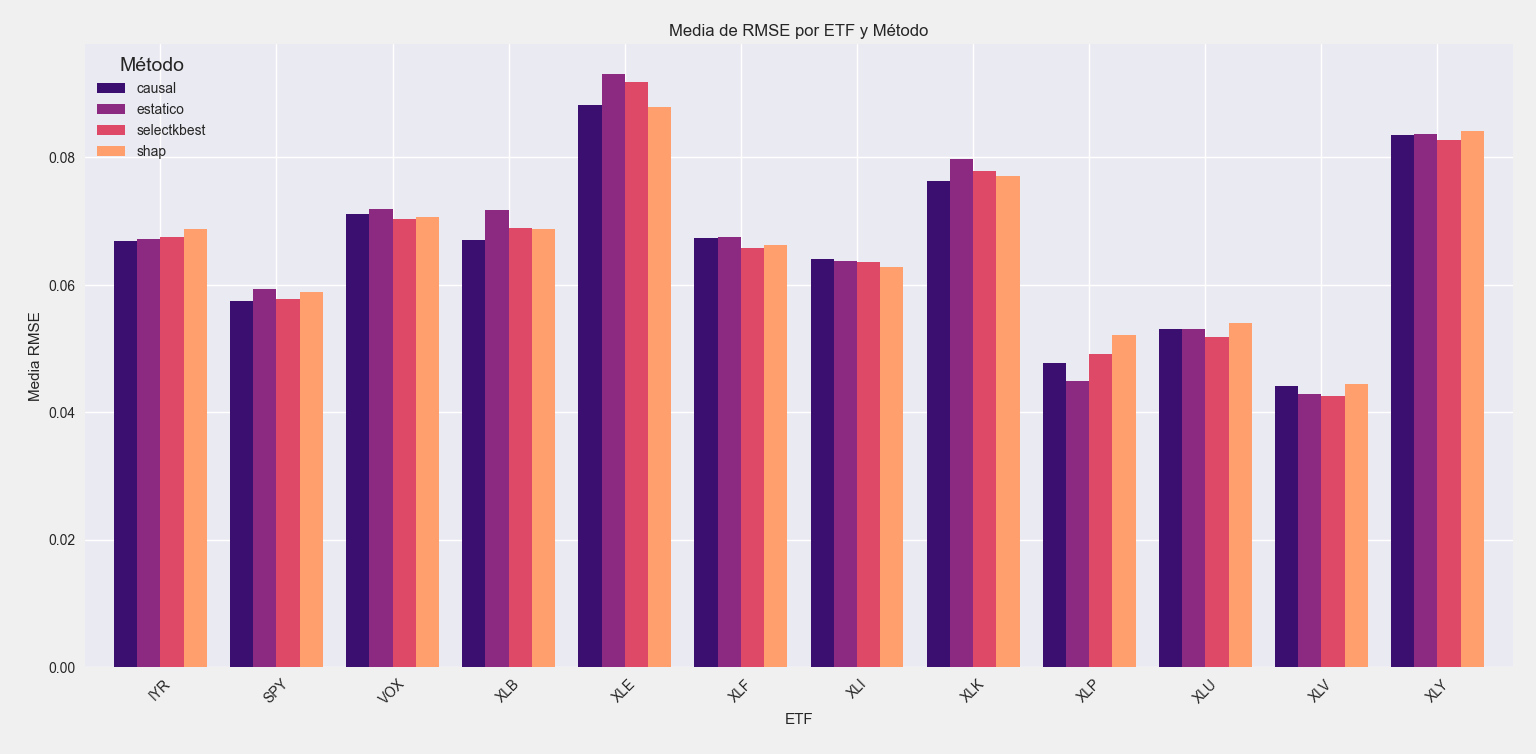 Media de RMSE por ETF y Método
Método
causal
estatico
selectkbest
shap
Media RMSE
0.08
0.06
0.04
0.02
0.00
IYR
SPY
VOX
XLB
XLE
XLF
XLI
XLK
XLP
XLU
XLV
XLY
ETF